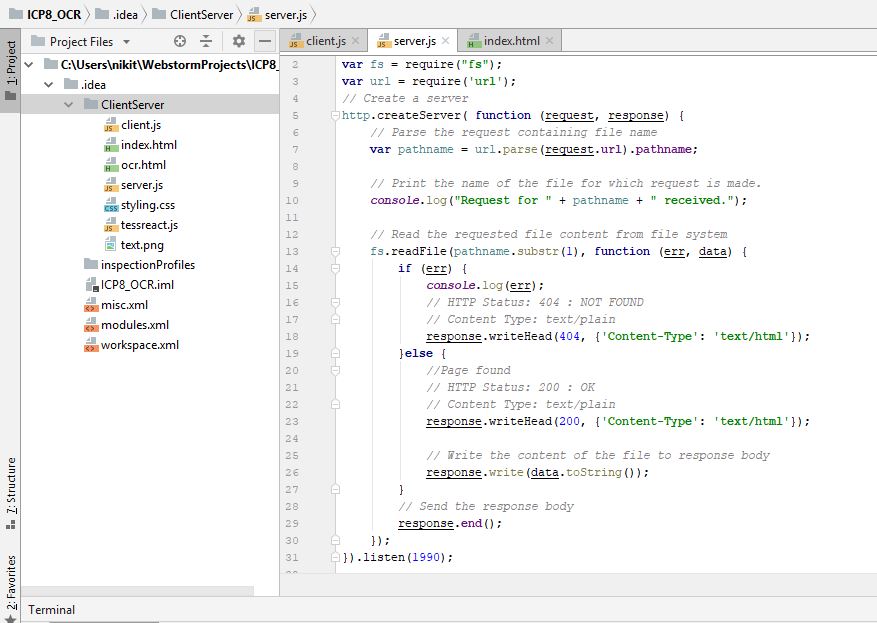 ICP8_OCR .idea ClientServer server.js
1: Project
Project Files
C:\Users\nikit\WebstormProjects\ICP8_
.idea
ClientServer
client.js
index.html
ocr.html
server.js
styling.css
tessreact.js
text.png
inspectionProfiles
ICP8_OCR.iml
misc.xml
modules.xml
workspace.xml
Z: Structure
2: Favorites
client.js server.js index.html
2 var fs = require("fs");
3 var url = require('url');
4 // Create a server
5 http.createServer( function (request, response) {
6 // Parse the request containing file name
7 var pathname = url.parse(request.url).pathname;
8
9 // Print the name of the file for which request is made.
10 console.log("Request for " + pathname + " received.");
11
12 // Read the requested file content from file system
13 fs.readFile(pathname.substr(1), function (err, data) {
14 if (err) {
15 console.log(err);
16 // HTTP Status: 404 : NOT FOUND
17 // Content Type: text/plain
18 response.writeHead(404, {'Content-Type': 'text/html'});
19 }else {
20 //Page found
21 // HTTP Status: 200 : OK
22 // Content Type: text/plain
23 response.writeHead(200, {'Content-Type': 'text/html'});
24
25 // Write the content of the file to response body
26 response.write(data.toString());
27 }
28 // Send the response body
29 response.end();
30 });
31 }).listen(1990);
Terminal